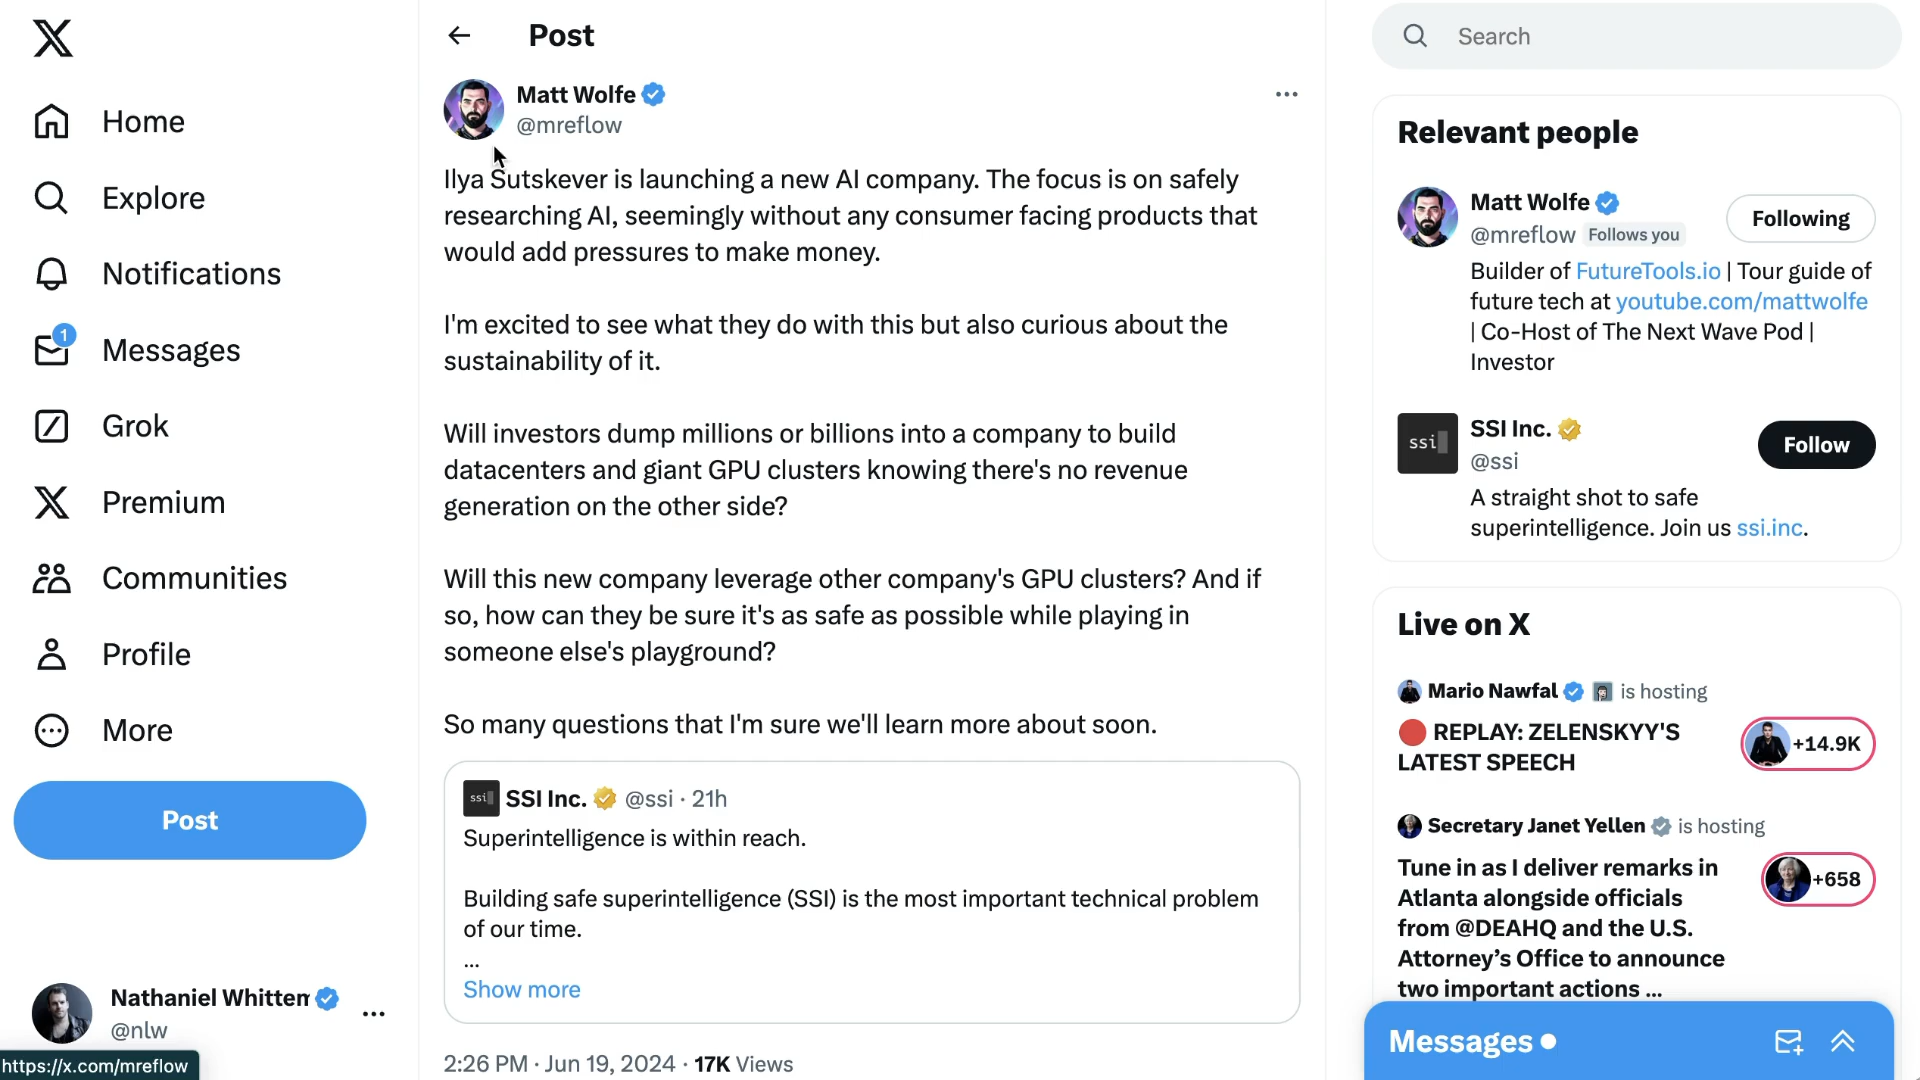 Home
Explore
Notifications
1
Messages
Grok
Premium
Communities
Profile
More
Post
Nathaniel Whitten
@nlw
https://x.com/mreflow
Post
Matt Wolfe
@mreflow
Ilya Sutskever is launching a new AI company. The focus is on safely
researching AI, seemingly without any consumer facing products that
would add pressures to make money.
I'm excited to see what they do with this but also curious about the
sustainability of it.
Will investors dump millions or billions into a company to build
datacenters and giant GPU clusters knowing there's no revenue
generation on the other side?
Will this new company leverage other company's GPU clusters? And if
so, how can they be sure it's as safe as possible while playing in
someone else's playground?
So many questions that I'm sure we'll learn more about soon.
ssi
SSI Inc. @ssi · 21h
Superintelligence is within reach.
Building safe superintelligence (SSI) is the most important technical problem
of our time.
...
Show more
2:26 PM · Jun 19, 2024 · 17K Views
Search
Relevant people
Matt Wolfe
@mreflow Follows you
Following
Builder of FutureTools.io | Tour guide of
future tech at youtube.com/mattwolfe
| Co-Host of The Next Wave Pod |
Investor
ssi
SSI Inc.
@ssi
Follow
A straight shot to safe
superintelligence. Join us ssi.inc.
Live on X
Mario Nawfal is hosting
REPLAY: ZELENSKYY'S
LATEST SPEECH
+14.9K
Secretary Janet Yellen is hosting
Tune in as I deliver remarks in
Atlanta alongside officials
from @DEAHQ and the U.S.
Attorney’s Office to announce
two important actions ...
+658
Messages